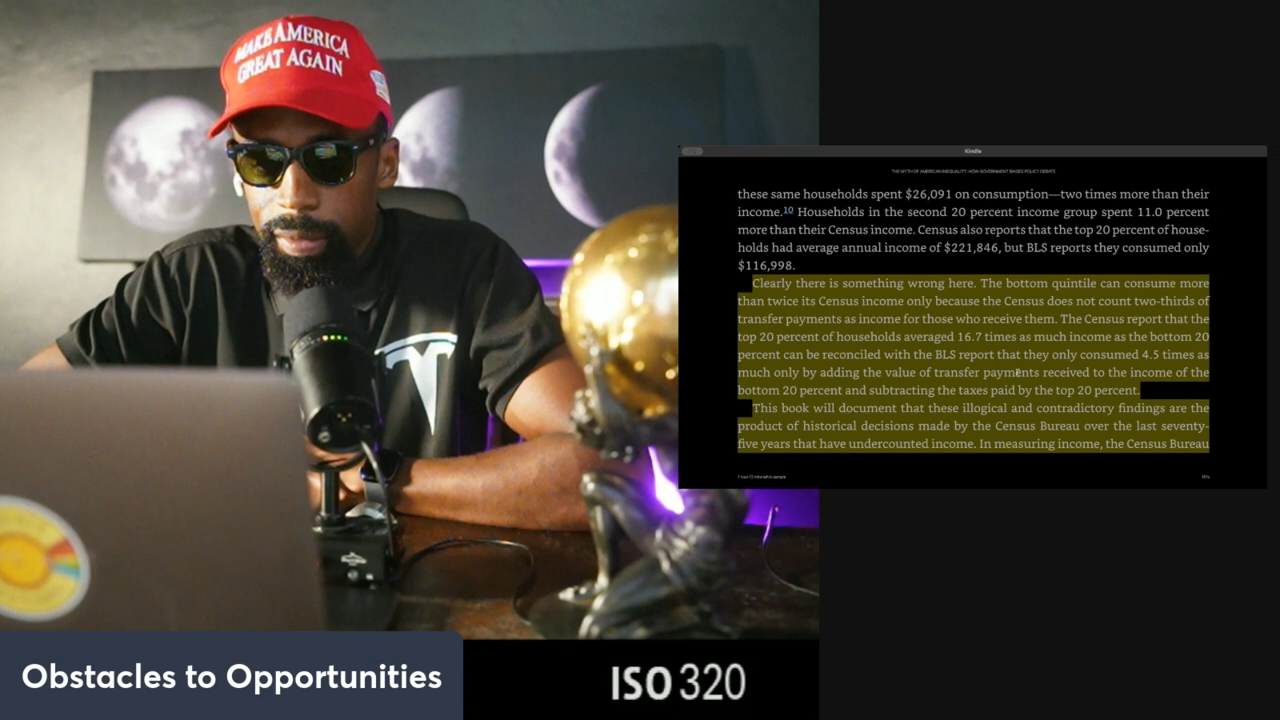 MAKE AMERICA
GREAT AGAIN
Kindle
THE MYTH OF AMERICAN INEQUALITY: HOW GOVERNMENT BIASES POLICY DEBATE
these same households spent $26,091 on consumption—two times more than their
income.10 Households in the second 20 percent income group spent 11.0 percent
more than their Census income. Census also reports that the top 20 percent of house-
holds had average annual income of $221,846, but BLS reports they consumed only
$116,998.
Clearly there is something wrong here. The bottom quintile can consume more
than twice its Census income only because the Census does not count two-thirds of
transfer payments as income for those who receive them. The Census report that the
top 20 percent of households averaged 16.7 times as much income as the bottom 20
percent can be reconciled with the BLS report that they only consumed 4.5 times as
much only by adding the value of transfer payments received to the income of the
bottom 20 percent and subtracting the taxes paid by the top 20 percent.
This book will document that these illogical and contradictory findings are the
product of historical decisions made by the Census Bureau over the last seventy-
five years that have undercounted income. In measuring income, the Census Bureau
Obstacles to Opportunities
ISO 320